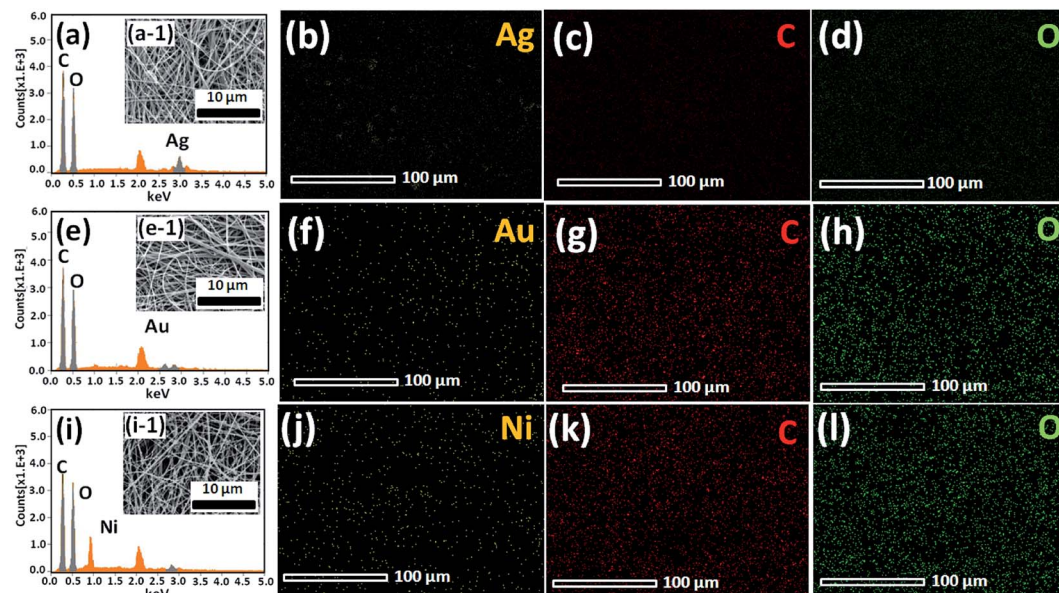 (a)
(a-1)
(b)
Ag
(c)
C
(d)
O
Counts[x1.E+3]
6.0
5.0
4.0
3.0
2.0
1.0
0.0
C
O
Ag
10 µm
0.0 0.5 1.0 1.5 2.0 2.5 3.0 3.5 4.0 4.5 5.0
keV
100 µm
100 µm
100 µm
(e)
(e-1)
(f)
Au
(g)
C
(h)
O
Counts[x1.E+3]
6.0
5.0
4.0
3.0
2.0
1.0
0.0
C
O
Au
10 µm
0.0 0.5 1.0 1.5 2.0 2.5 3.0 3.5 4.0 4.5 5.0
keV
100 µm
100 µm
100 µm
(i)
(i-1)
(j)
Ni
(k)
C
(l)
O
Counts[x1.E+3]
6.0
5.0
4.0
3.0
2.0
1.0
0.0
C
O
Ni
10 µm
0.0 0.5 1.0 1.5 2.0 2.5 3.0 3.5 4.0 4.5 5.0
keV
100 µm
100 µm
100 µm